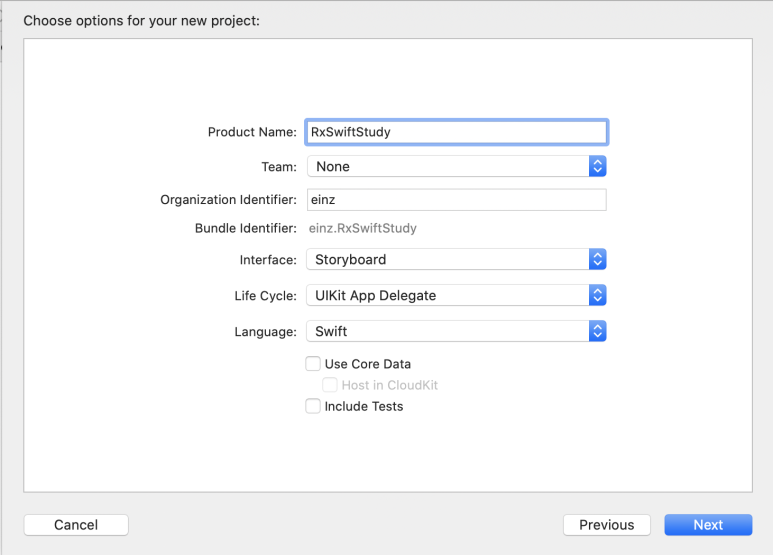 Choose options for your new project:
Product Name: RxSwiftStudy
Team: None
Organization Identifier: einz
Bundle Identifier: einz.RxSwiftStudy
Interface: Storyboard
Life Cycle: UIKit App Delegate
Language: Swift
Use Core Data
Host in CloudKit
Include Tests
Cancel Previous Next